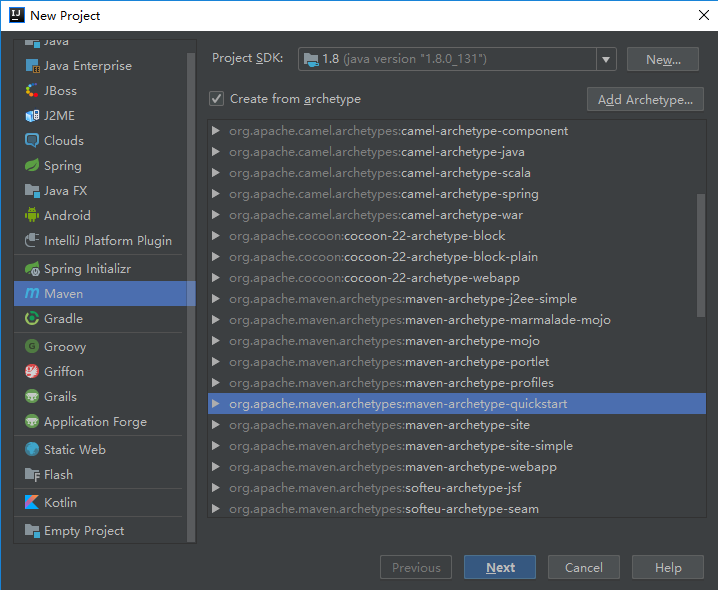 New Project
Java
Java Enterprise
JBoss
J2ME
Clouds
Spring
Java FX
Android
IntelliJ Platform Plugin
Spring Initializr
Maven
Gradle
Groovy
Griffon
Grails
Application Forge
Static Web
Flash
Kotlin
Empty Project
Project SDK: 1.8 (java version "1.8.0_131") New...
Create from archetype Add Archetype...
org.apache.camel.archetypes:camel-archetype-component
org.apache.camel.archetypes:camel-archetype-java
org.apache.camel.archetypes:camel-archetype-scala
org.apache.camel.archetypes:camel-archetype-spring
org.apache.camel.archetypes:camel-archetype-war
org.apache.cocoon:cocoon-22-archetype-block
org.apache.cocoon:cocoon-22-archetype-block-plain
org.apache.cocoon:cocoon-22-archetype-webapp
org.apache.maven.archetypes:maven-archetype-j2ee-simple
org.apache.maven.archetypes:maven-archetype-marmalade-mojo
org.apache.maven.archetypes:maven-archetype-mojo
org.apache.maven.archetypes:maven-archetype-portlet
org.apache.maven.archetypes:maven-archetype-profiles
org.apache.maven.archetypes:maven-archetype-quickstart
org.apache.maven.archetypes:maven-archetype-site
org.apache.maven.archetypes:maven-archetype-site-simple
org.apache.maven.archetypes:maven-archetype-webapp
org.apache.maven.archetypes:softeu-archetype-jsf
org.apache.maven.archetypes:softeu-archetype-seam
Previous Next Cancel Help